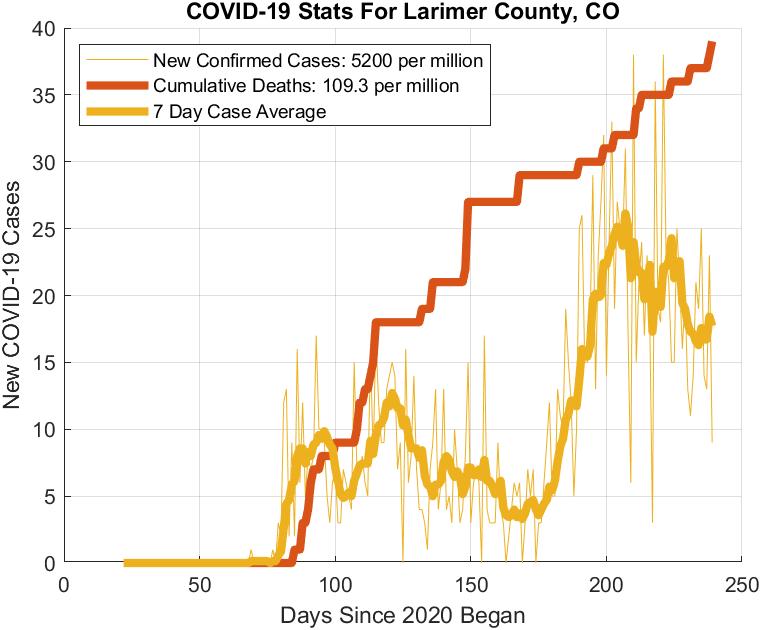 COVID-19 Stats For Larimer County, CO
New Confirmed Cases: 5200 per million
Cumulative Deaths: 109.3 per million
7 Day Case Average
New COVID-19 Cases
40
35
30
25
20
15
10
5
0
0 50 100 150 200 250
Days Since 2020 Began